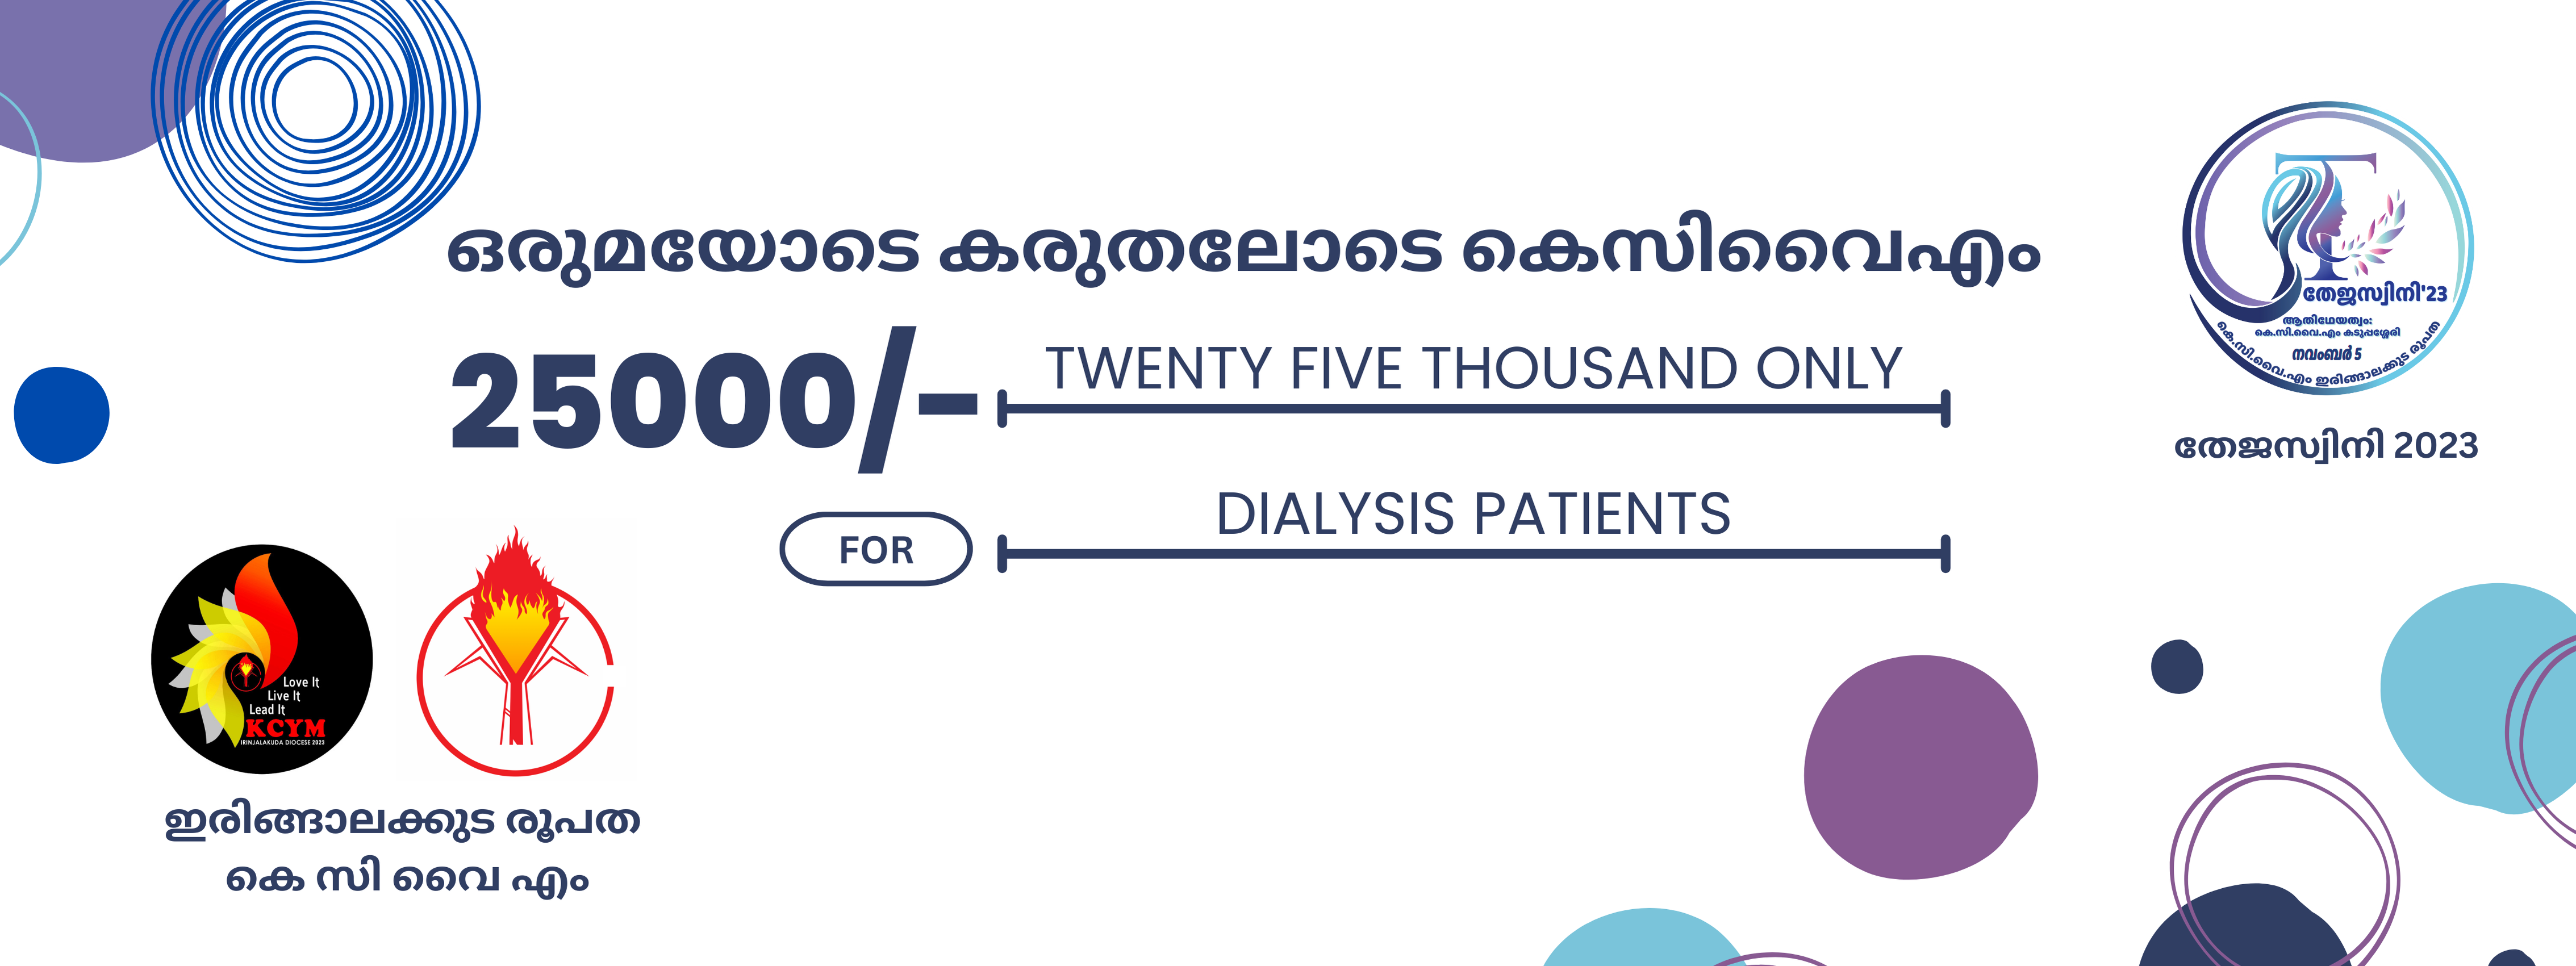 ഒരുമയോടെ കരുതലോടെ കെസിവൈഎം
25000/-
TWENTY FIVE THOUSAND ONLY
FOR
DIALYSIS PATIENTS
തേജസ്വിനി'23
ആതിഥേയത്വം:
കെ.സി.വൈ.എം കടുപ്പശ്ശേരി
നവംബർ 5
കെ.സി.വൈ.എം ഇരിങ്ങാലക്കുട രൂപത
തേജസ്വിനി 2023
Love It
Live It
Lead It
KCYM
IRINJALAKUDA DIOCESE 2023
ഇരിങ്ങാലക്കുട രൂപത
കെ സി വൈ എം